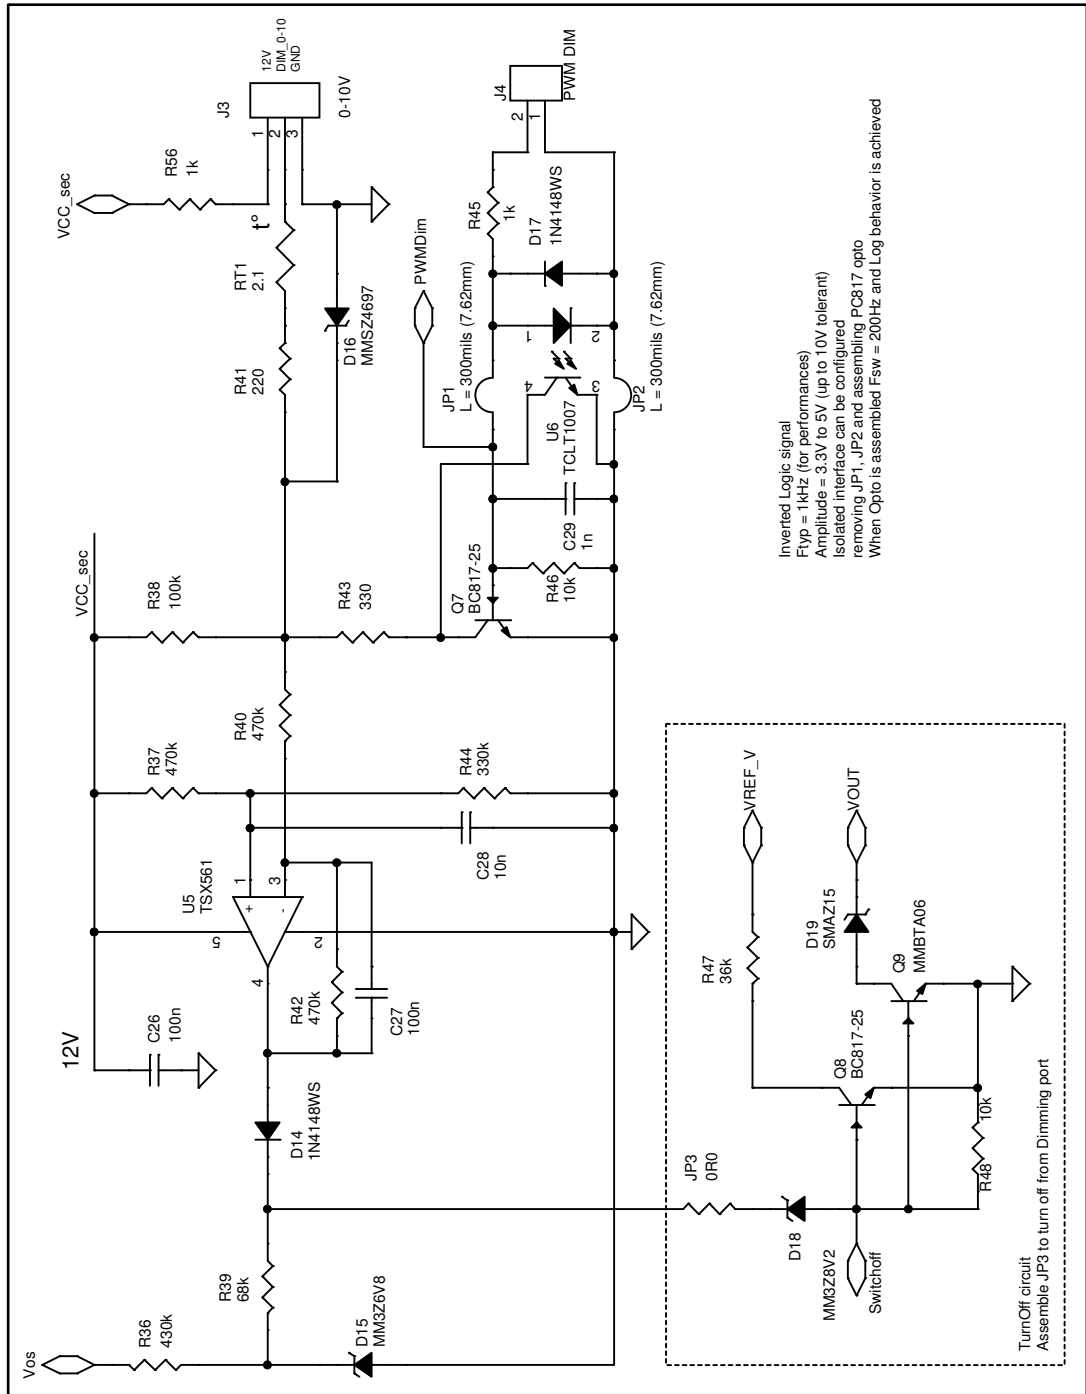 Vos
R36
430k
R39
68k
D15
MM3Z6V8
12V
C26
100n
D14
1N4148WS
U5
TSX561
+
-
1
3
4
5
2
R42
470k
C27
100n
C28
10n
R37
470k
R44
330k
R40
470k
VCC_sec
R38
100k
R43
330
Q7
BC817-25
R46
10k
C29
1n
U6
TCLT1007
4
3
1
2
JP1
L = 300mils (7.62mm)
JP2
L = 300mils (7.62mm)
PWMDim
D17
1N4148WS
R45
1k
J4
2
1
PWM DIM
R41
220
RT1
2.1
t°
D16
MMSZ4697
VCC_sec
R56
1k
J3
1
2
3
12V
DIM_0-10
GND
0-10V
JP3
0R0
D18
MM3Z8V2
Switchoff
Q8
BC817-25
R48
10k
R47
36k
VREF_V
D19
SMAZ15
VOUT
Q9
MMBTA06
TurnOff circuit
Assemble JP3 to turn off from Dimming port
Inverted Logic signal
Ftyp = 1kHz (for performances)
Amplitude = 3.3V to 5V (up to 10V tolerant)
Isolated interface can be configured
removing JP1, JP2 and assembling PC817 opto
When Opto is assembled Fsw = 200Hz and Log behavior is achieved